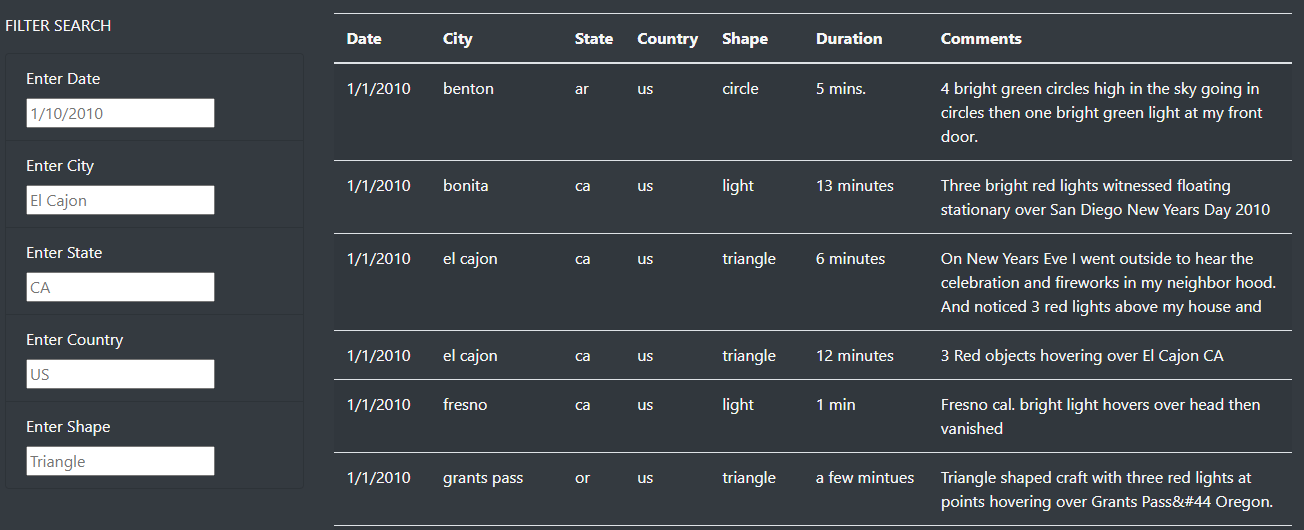 FILTER SEARCH
Enter Date
1/10/2010
Enter City
El Cajon
Enter State
CA
Enter Country
US
Enter Shape
Triangle
Date City State Country Shape Duration Comments
1/1/2010 benton ar us circle 5 mins. 4 bright green circles high in the sky going in
circles then one bright green light at my front
door.
1/1/2010 bonita ca us light 13 minutes Three bright red lights witnessed floating
stationary over San Diego New Years Day 2010
1/1/2010 el cajon ca us triangle 6 minutes On New Years Eve I went outside to hear the
celebration and fireworks in my neighbor hood.
And noticed 3 red lights above my house and
1/1/2010 el cajon ca us triangle 12 minutes 3 Red objects hovering over El Cajon CA
1/1/2010 fresno ca us light 1 min Fresno cal. bright light hovers over head then
vanished
1/1/2010 grants pass or us triangle a few mintues Triangle shaped craft with three red lights at
points hovering over Grants Pass&#44 Oregon.